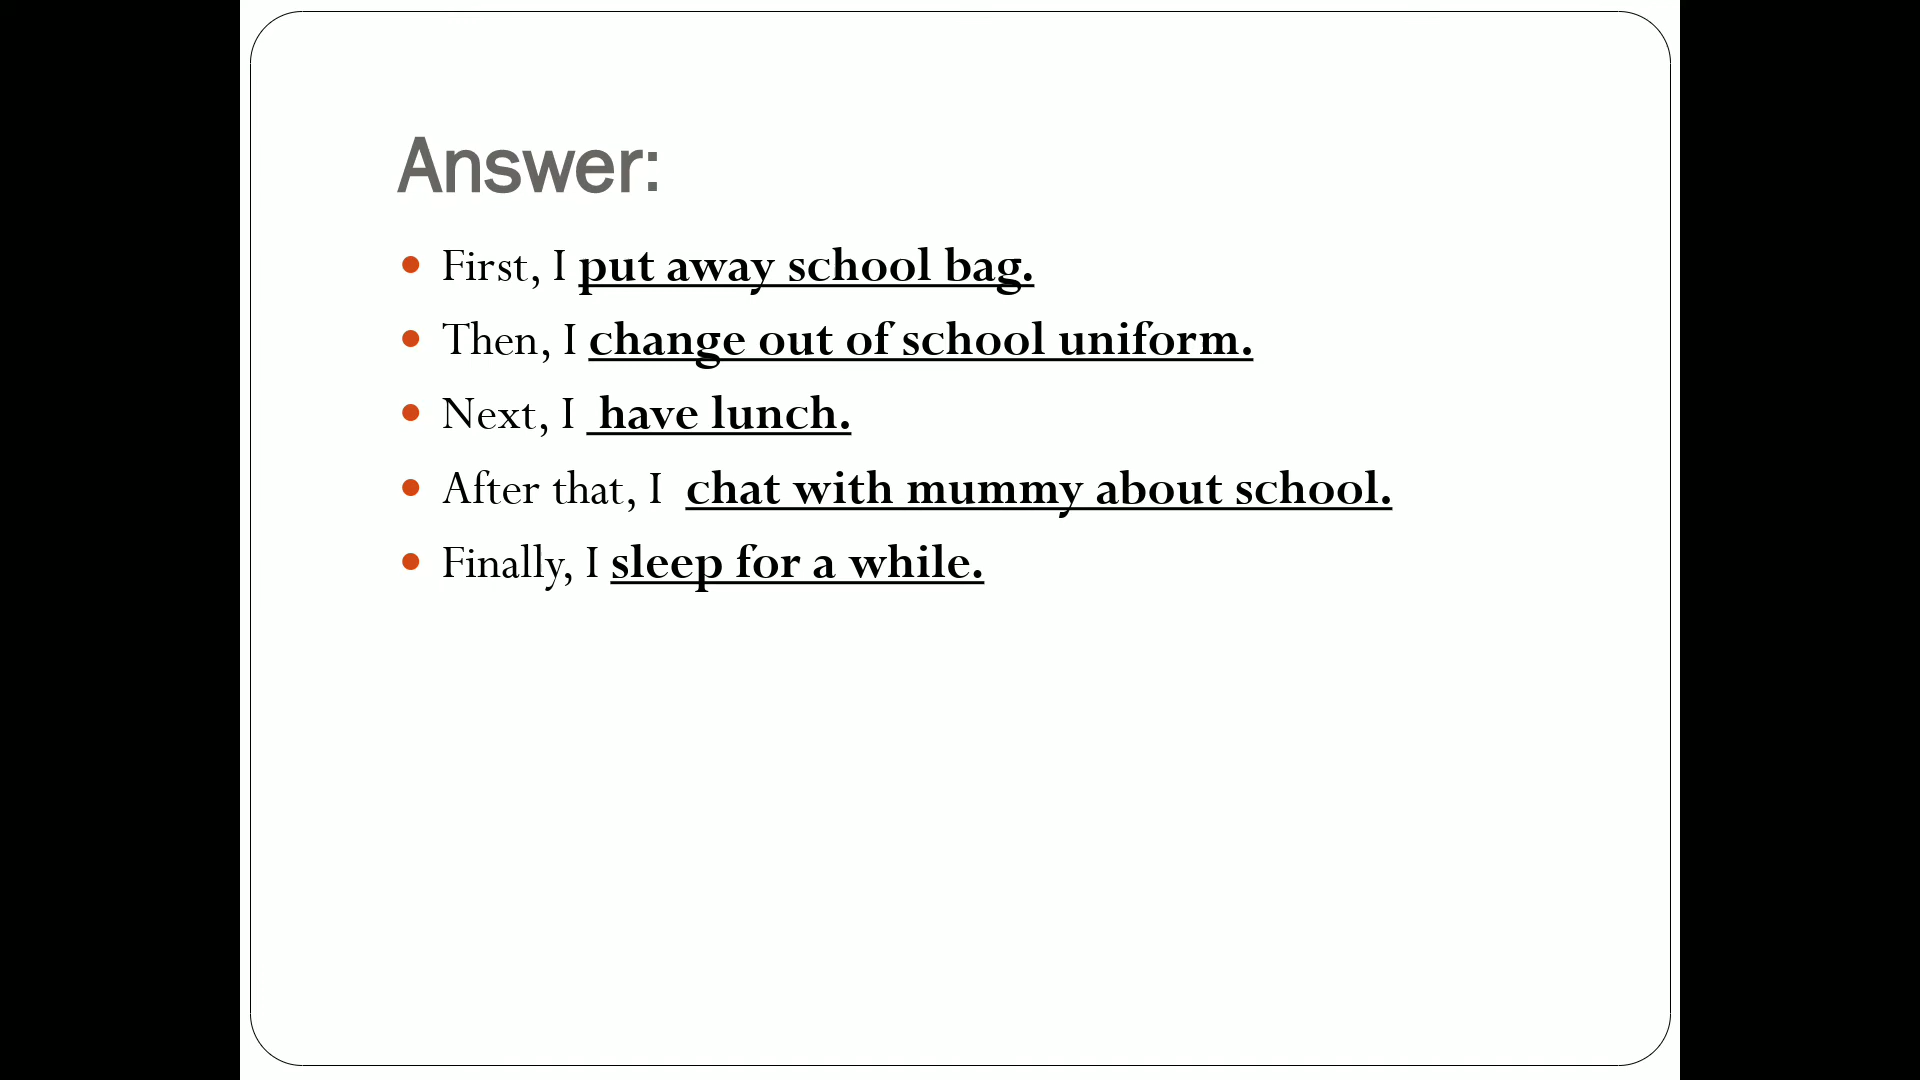 Answer:
• First, I put away school bag.
• Then, I change out of school uniform.
• Next, I have lunch.
• After that, I chat with mummy about school.
• Finally, I sleep for a while.